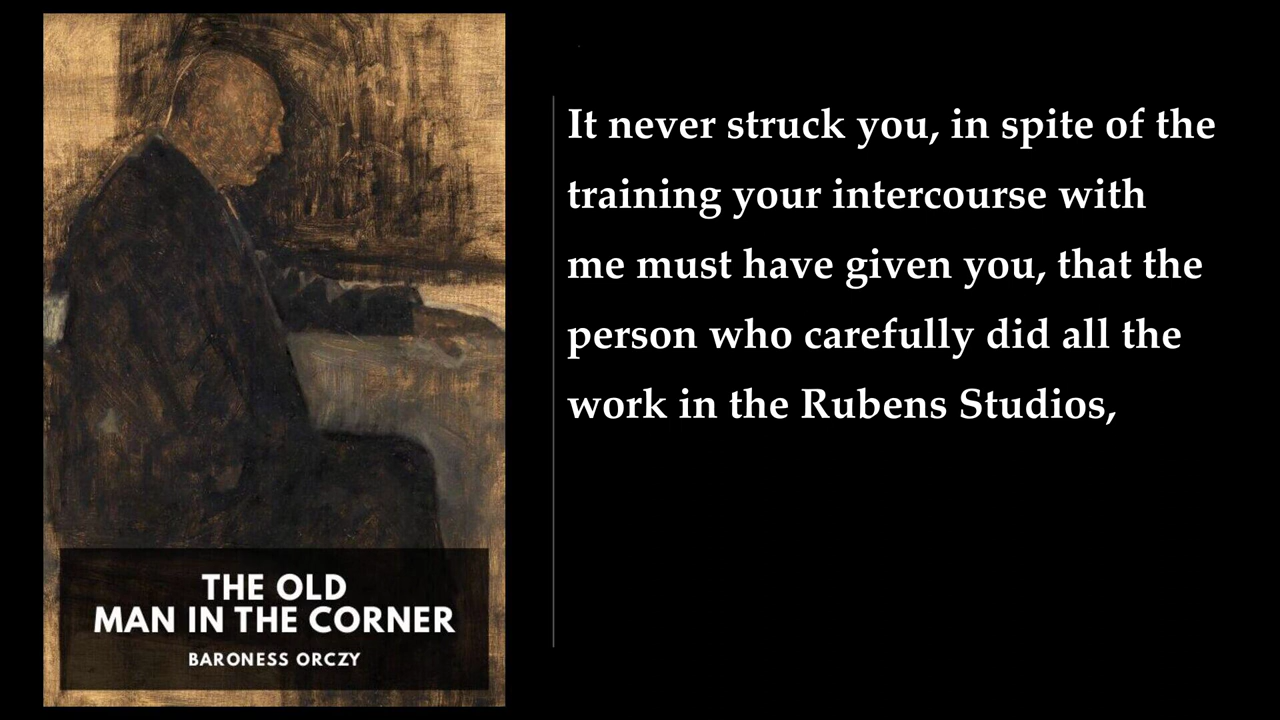 THE OLD
MAN IN THE CORNER
BARONESS ORCZY
It never struck you, in spite of the
training your intercourse with
me must have given you, that the
person who carefully did all the
work in the Rubens Studios,